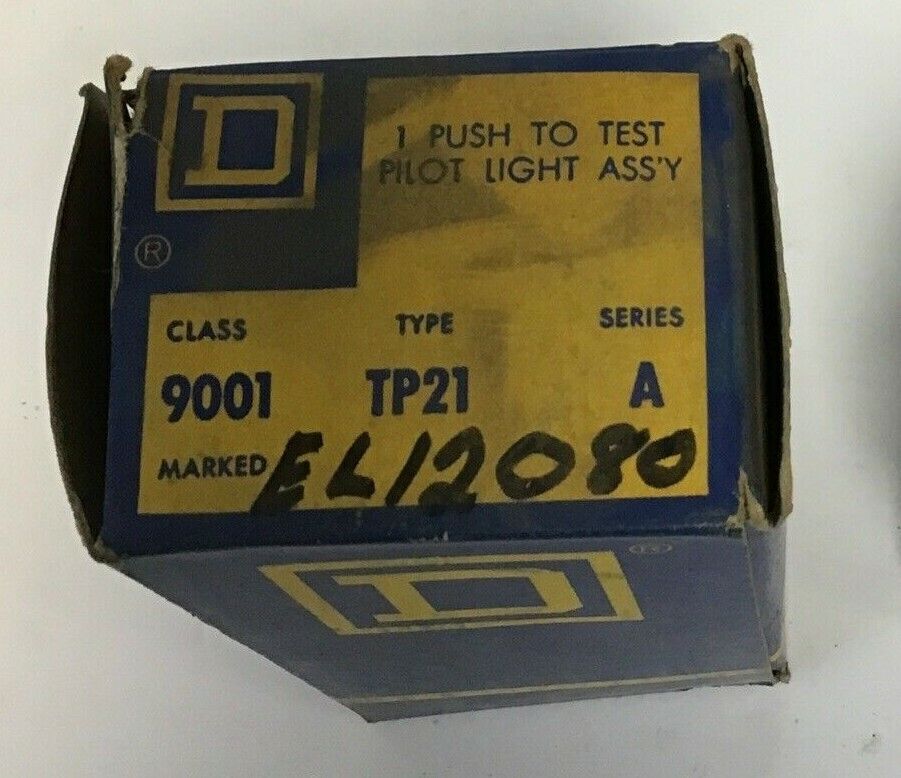 D
®
1 PUSH TO TEST
PILOT LIGHT ASS'Y
CLASS TYPE SERIES
9001 TP21 A
MARKED EL12080
D
®